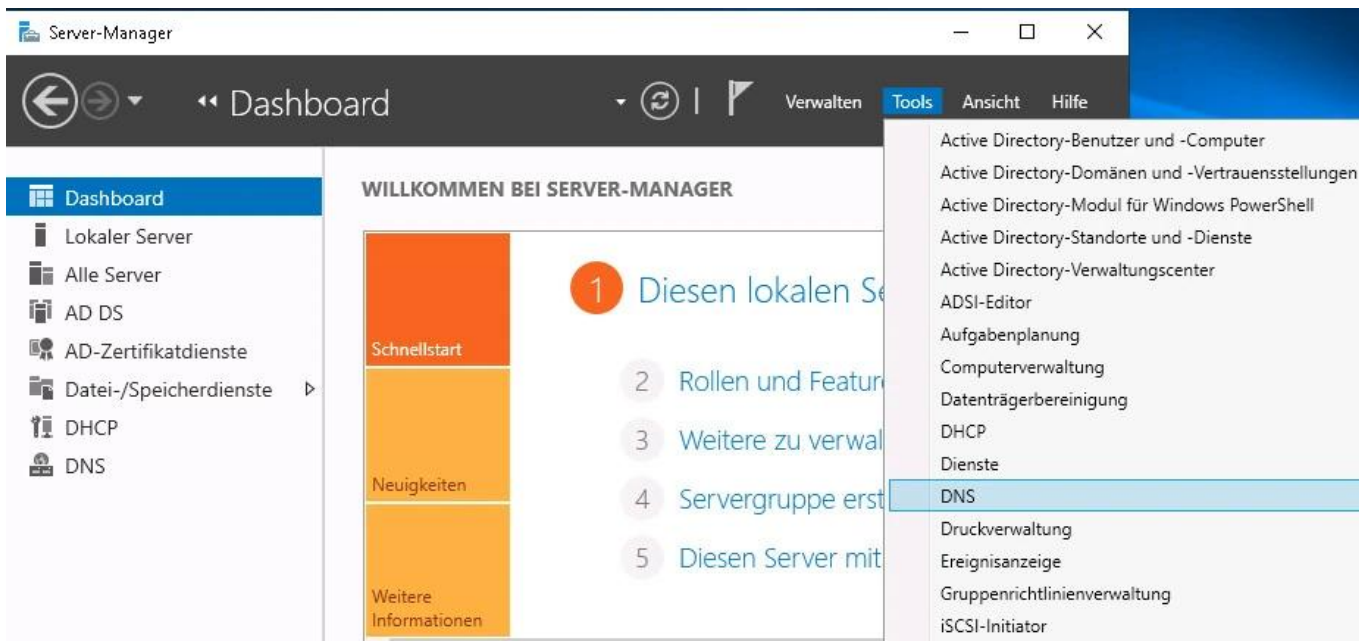 Server-Manager
Dashboard
Verwalten Tools Ansicht Hilfe
Dashboard
Lokaler Server
Alle Server
AD DS
AD-Zertifikatdienste
Datei-/Speicherdienste
DHCP
DNS
WILLKOMMEN BEI SERVER-MANAGER
Schnellstart
Neuigkeiten
Weitere
Informationen
1 Diesen lokalen Se
2 Rollen und Featur
3 Weitere zu verwal
4 Servergruppe erst
5 Diesen Server mit
Active Directory-Benutzer und -Computer
Active Directory-Domänen und -Vertrauensstellungen
Active Directory-Modul für Windows PowerShell
Active Directory-Standorte und -Dienste
Active Directory-Verwaltungscenter
ADSI-Editor
Aufgabenplanung
Computerverwaltung
Datenträgerbereinigung
DHCP
Dienste
DNS
Druckverwaltung
Ereignisanzeige
Gruppenrichtlinienverwaltung
iSCSI-Initiator